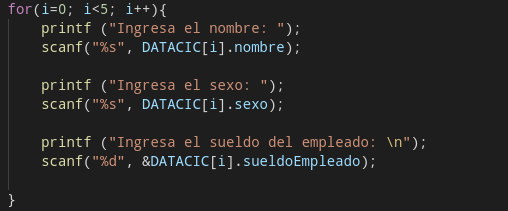 for(i=0; i<5; i++){
    printf ("Ingresa el nombre: ");
    scanf("%s", DATACIC[i].nombre);

    printf ("Ingresa el sexo: ");
    scanf("%s", DATACIC[i].sexo);

    printf ("Ingresa el sueldo del empleado: \n");
    scanf("%d", &DATACIC[i].sueldoEmpleado);

}